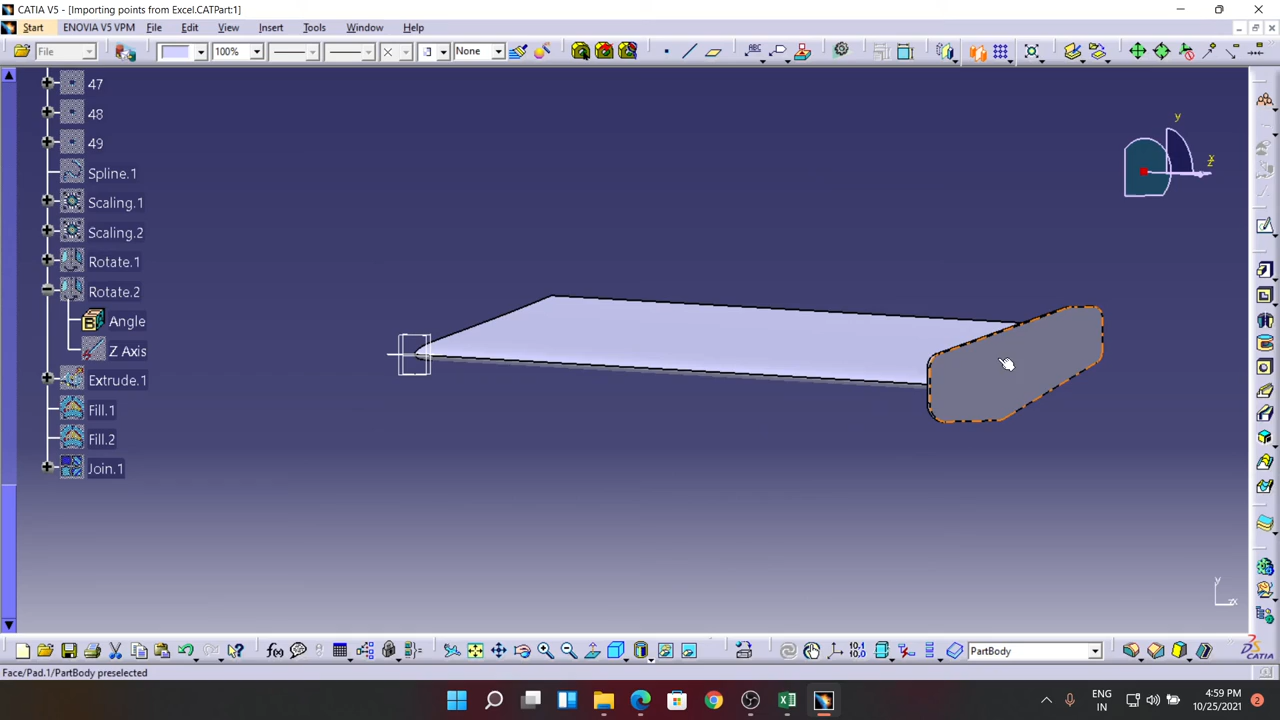 CATIA V5 - [Importing points from Excel.CATPart:1]
Start ENOVIA V5 VPM File Edit View Insert Tools Window Help
File 100% None
47
48
49
Spline.1
Scaling.1
Scaling.2
Rotate.1
Rotate.2
Angle
Z Axis
Extrude.1
Fill.1
Fill.2
Join.1
y
z
y
PartBody
CATIA
Face/Pad.1/PartBody preselected
ENG
IN
4:59 PM
10/25/2021
2